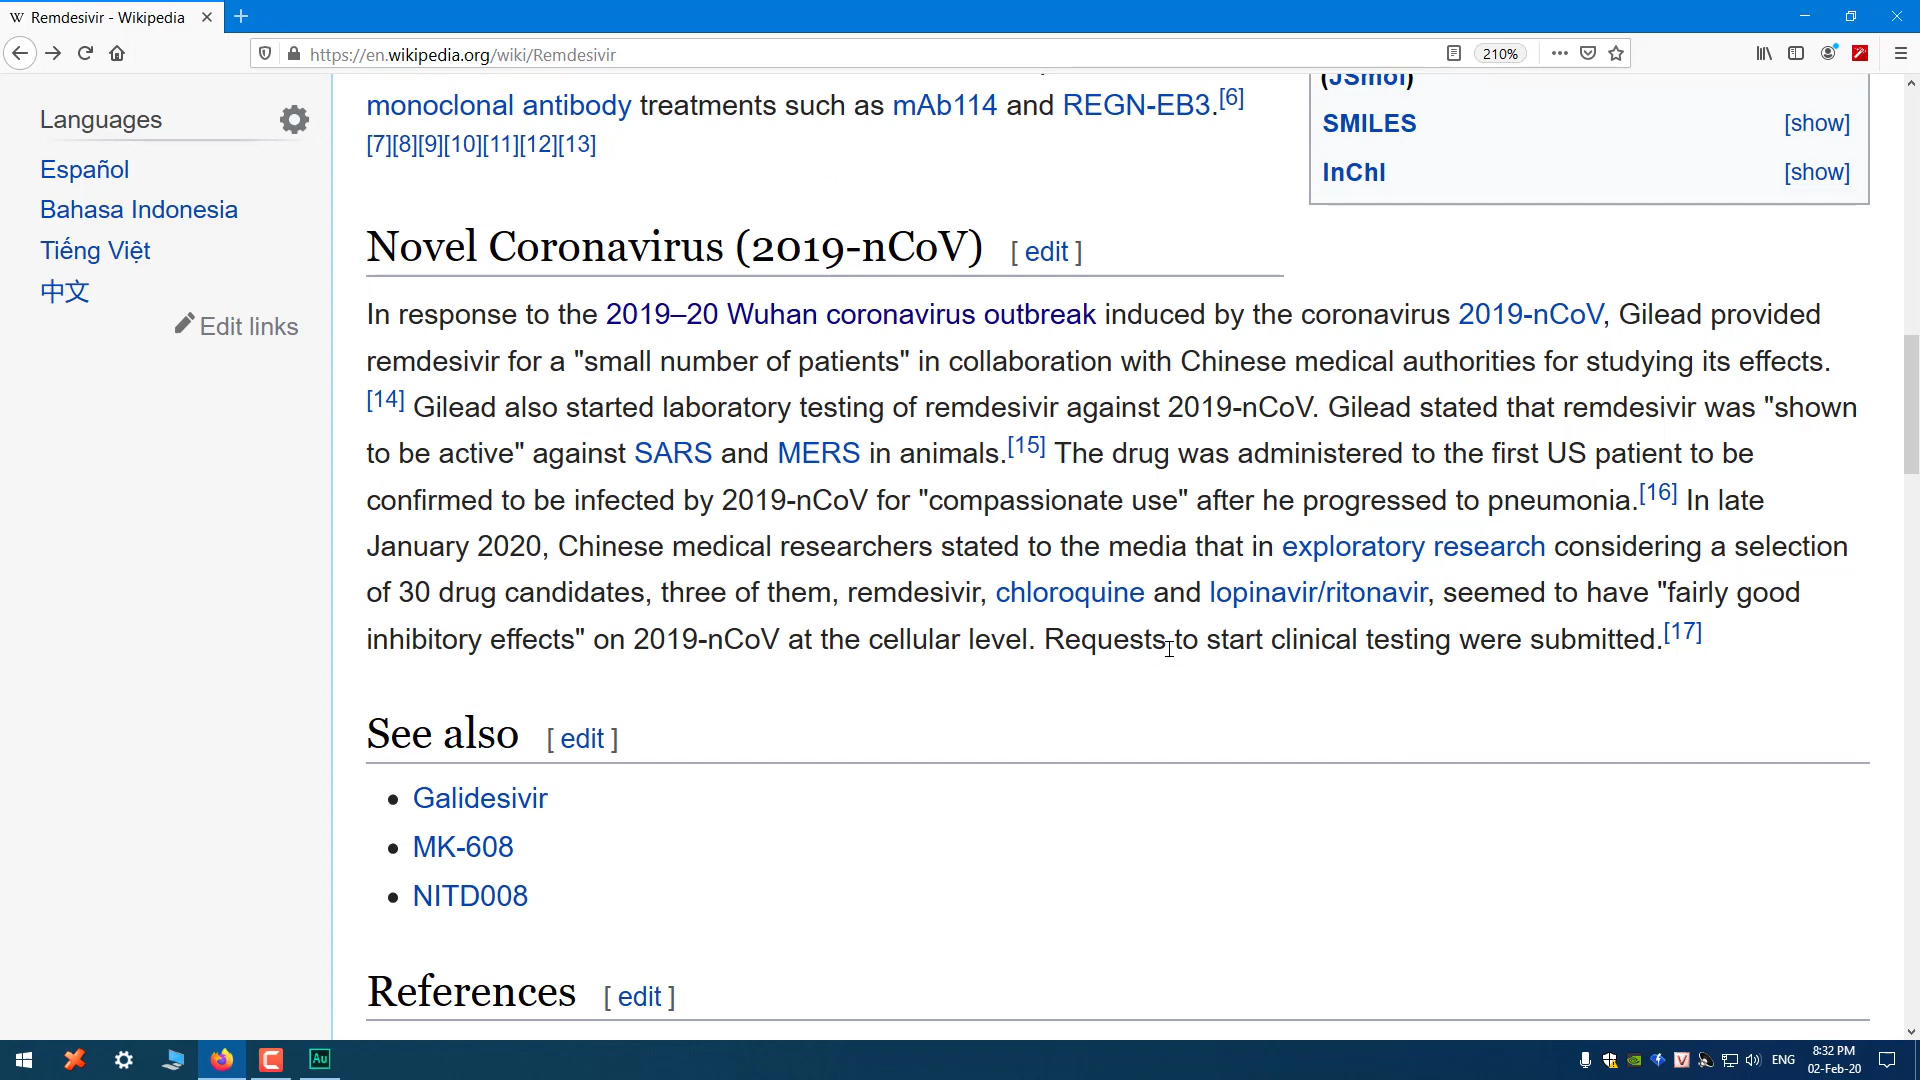 Remdesivir - Wikipedia
https://en.wikipedia.org/wiki/Remdesivir
210%
Languages
Español
Bahasa Indonesia
Tiếng Việt
中文
Edit links
monoclonal antibody treatments such as mAb114 and REGN-EB3.[6]
[7][8][9][10][11][12][13]
(JSmol)
SMILES [show]
InChI [show]
Novel Coronavirus (2019-nCoV) [ edit ]
In response to the 2019–20 Wuhan coronavirus outbreak induced by the coronavirus 2019-nCoV, Gilead provided
remdesivir for a "small number of patients" in collaboration with Chinese medical authorities for studying its effects.
[14] Gilead also started laboratory testing of remdesivir against 2019-nCoV. Gilead stated that remdesivir was "shown
to be active" against SARS and MERS in animals.[15] The drug was administered to the first US patient to be
confirmed to be infected by 2019-nCoV for "compassionate use" after he progressed to pneumonia.[16] In late
January 2020, Chinese medical researchers stated to the media that in exploratory research considering a selection
of 30 drug candidates, three of them, remdesivir, chloroquine and lopinavir/ritonavir, seemed to have "fairly good
inhibitory effects" on 2019-nCoV at the cellular level. Requests to start clinical testing were submitted.[17]
See also [ edit ]
Galidesivir
MK-608
NITD008
References [ edit ]
Au
ENG
8:32 PM
02-Feb-20